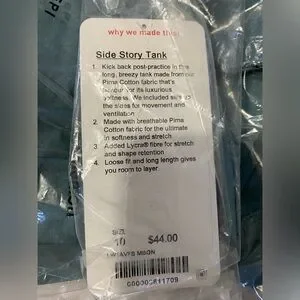 why we made this
Side Story Tank
1. Kick back post-practice in this
long, breezy tank made from our
Pima Cotton fabric that's
for its luxurious
softness. We included slits up
the sides for movement and
ventilation
2. Made with breathable Pima
Cotton fabric for the ultimate
in softness and stretch
3. Added Lycra® fibre for stretch
and shape retention
4. Loose fit and long length gives
you room to layer
SIZE
10 $44.00